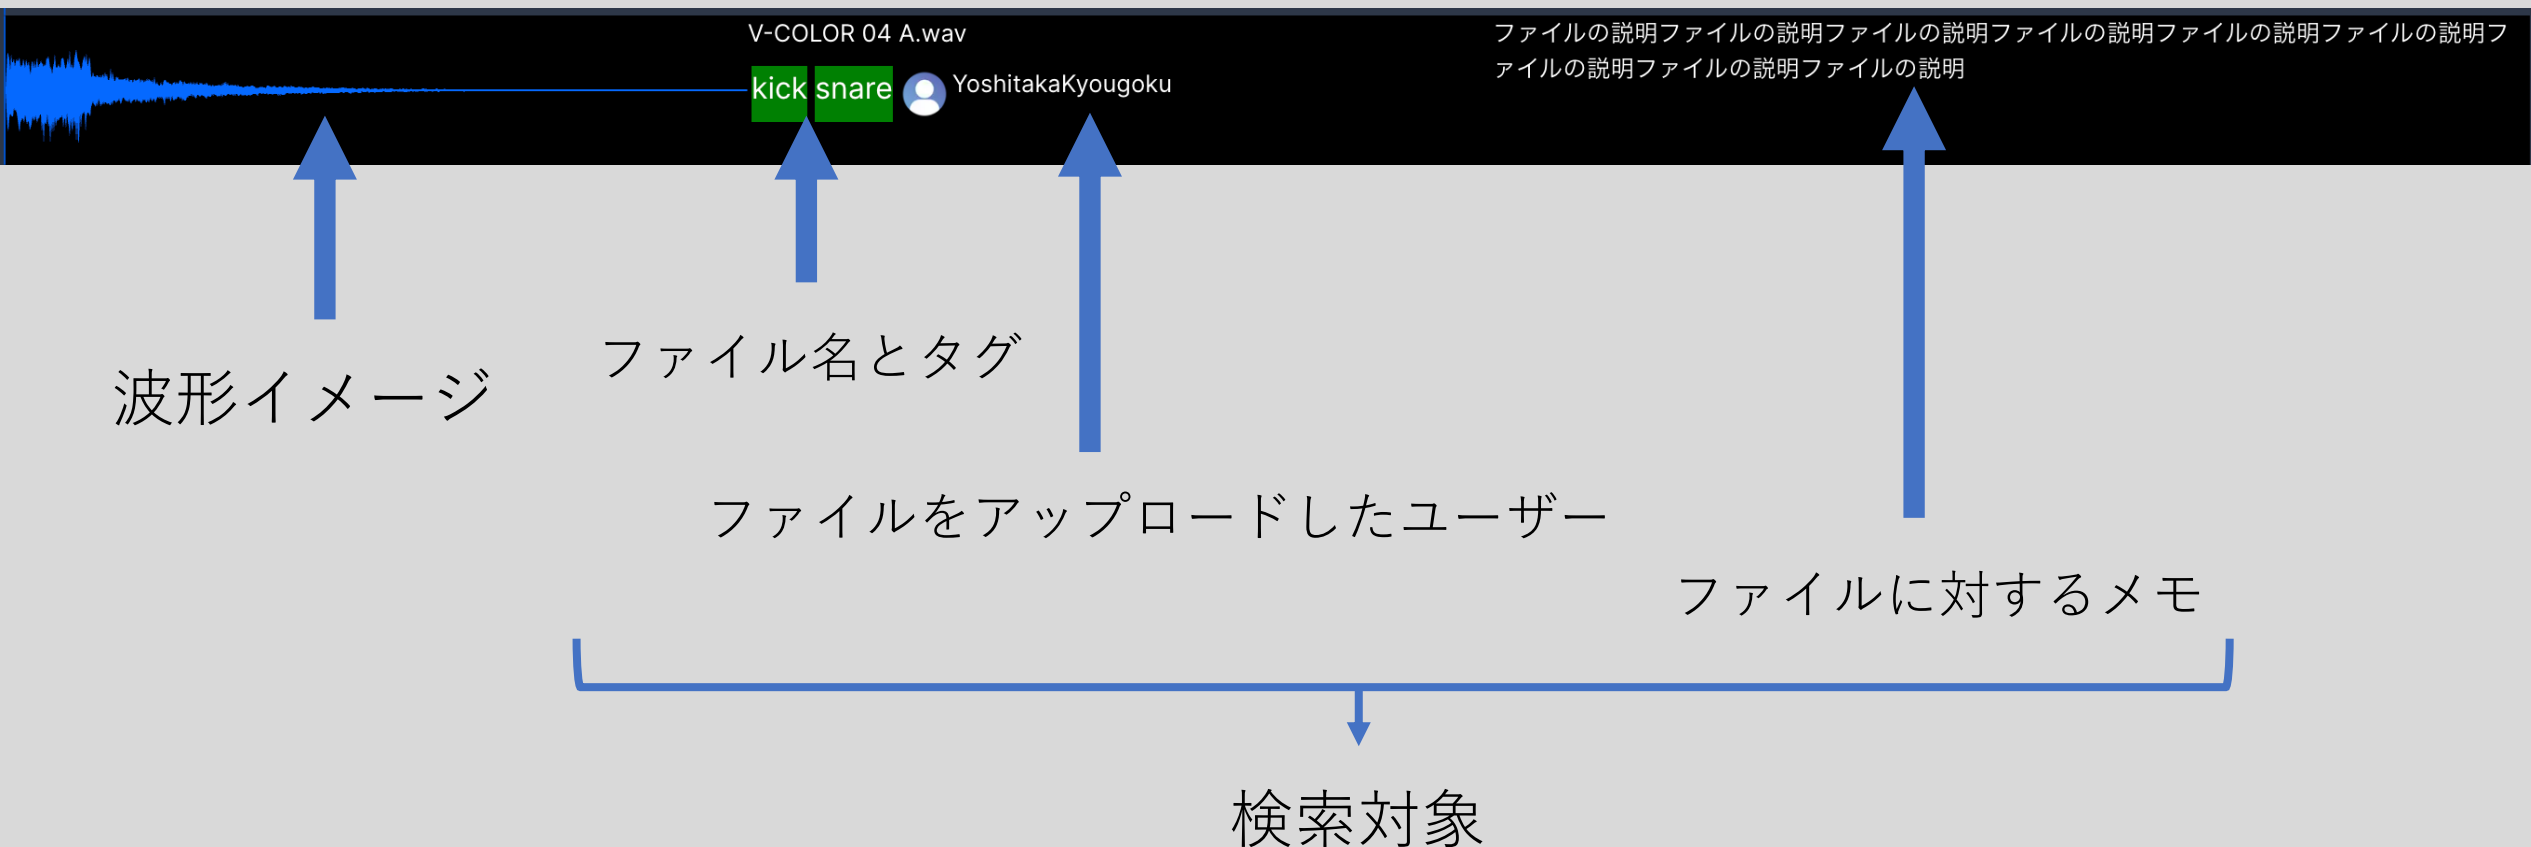 V-COLOR 04 A.wav
kick snare YoshitakaKyougoku
ファイルの説明ファイルの説明ファイルの説明ファイルの説明ファイルの説明ファイルの説明フ
ァイルの説明ファイルの説明ファイルの説明
波形イメージ
ファイル名とタグ
ファイルをアップロードしたユーザー
ファイルに対するメモ
検索対象